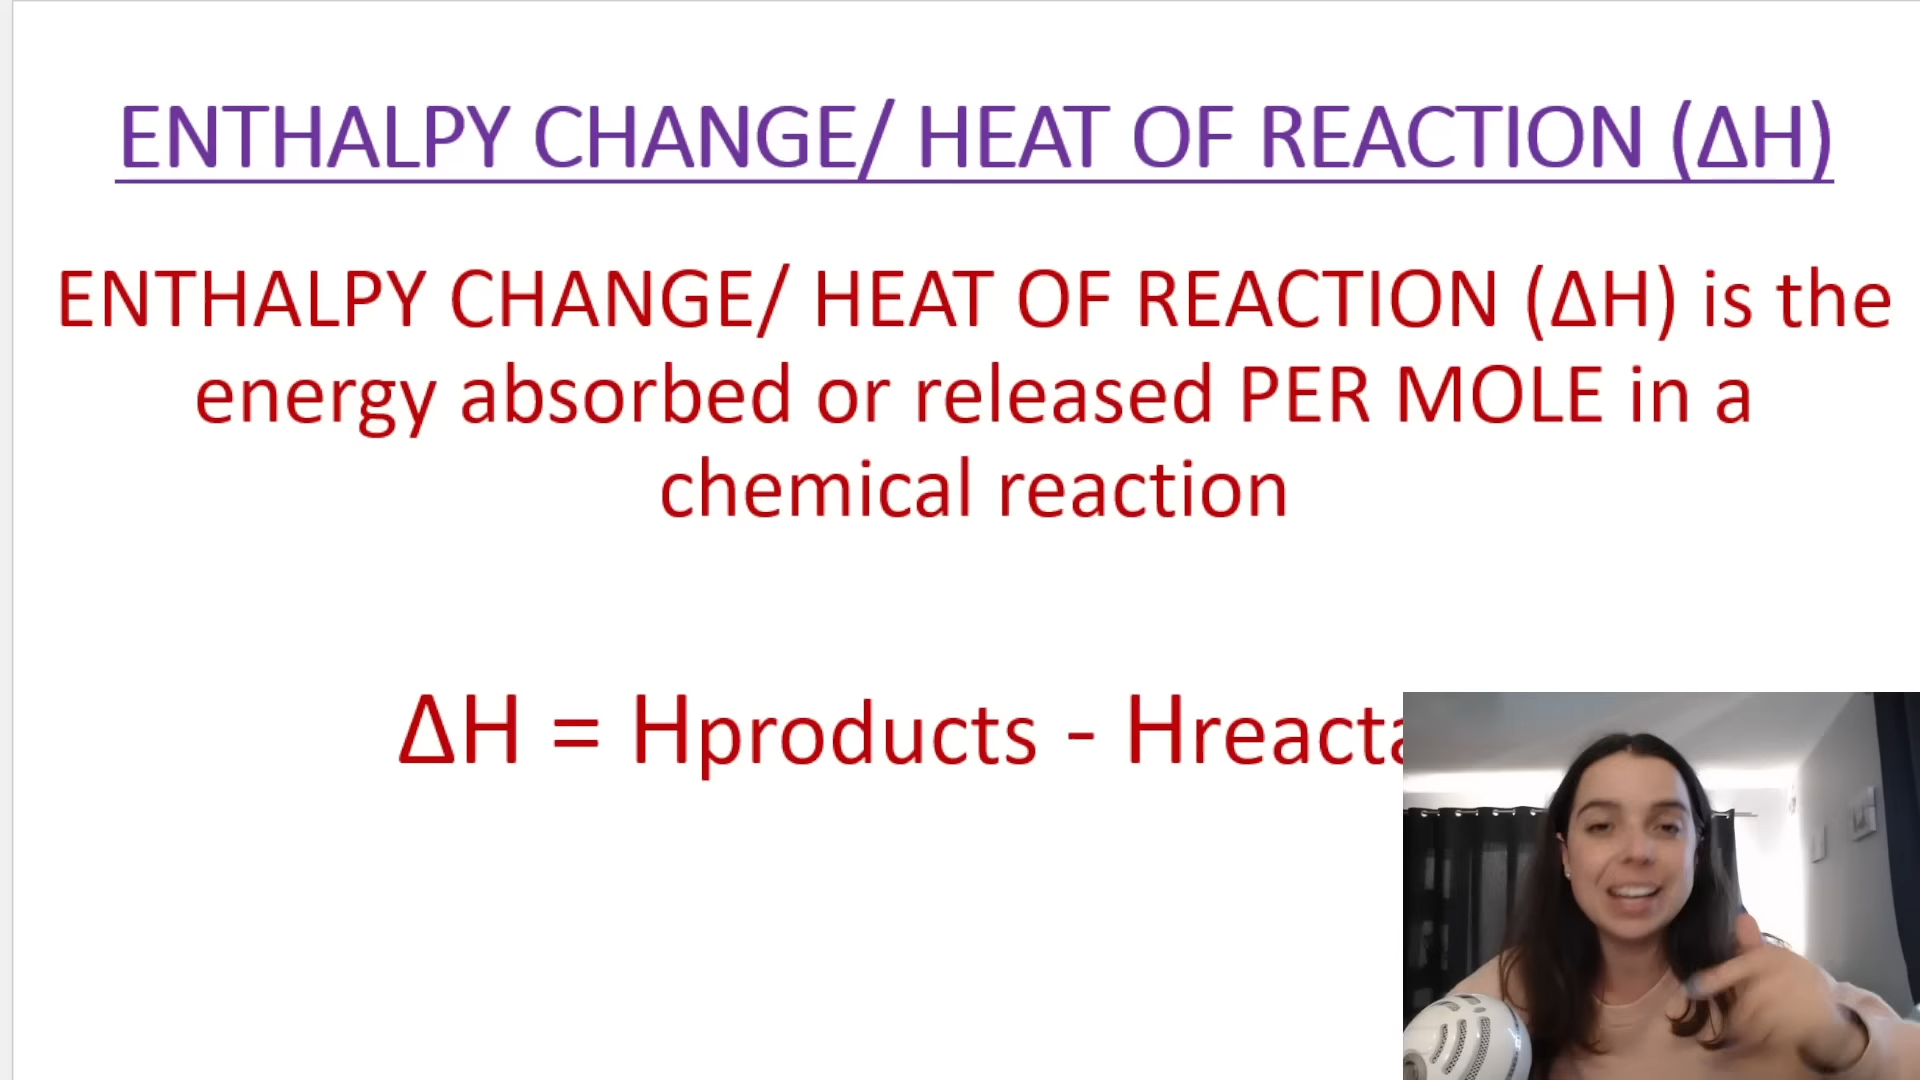 ENTHALPY CHANGE/ HEAT OF REACTION (ΔH)
ENTHALPY CHANGE/ HEAT OF REACTION (ΔH) is the
energy absorbed or released PER MOLE in a
chemical reaction
ΔH = Hproducts - Hreacta